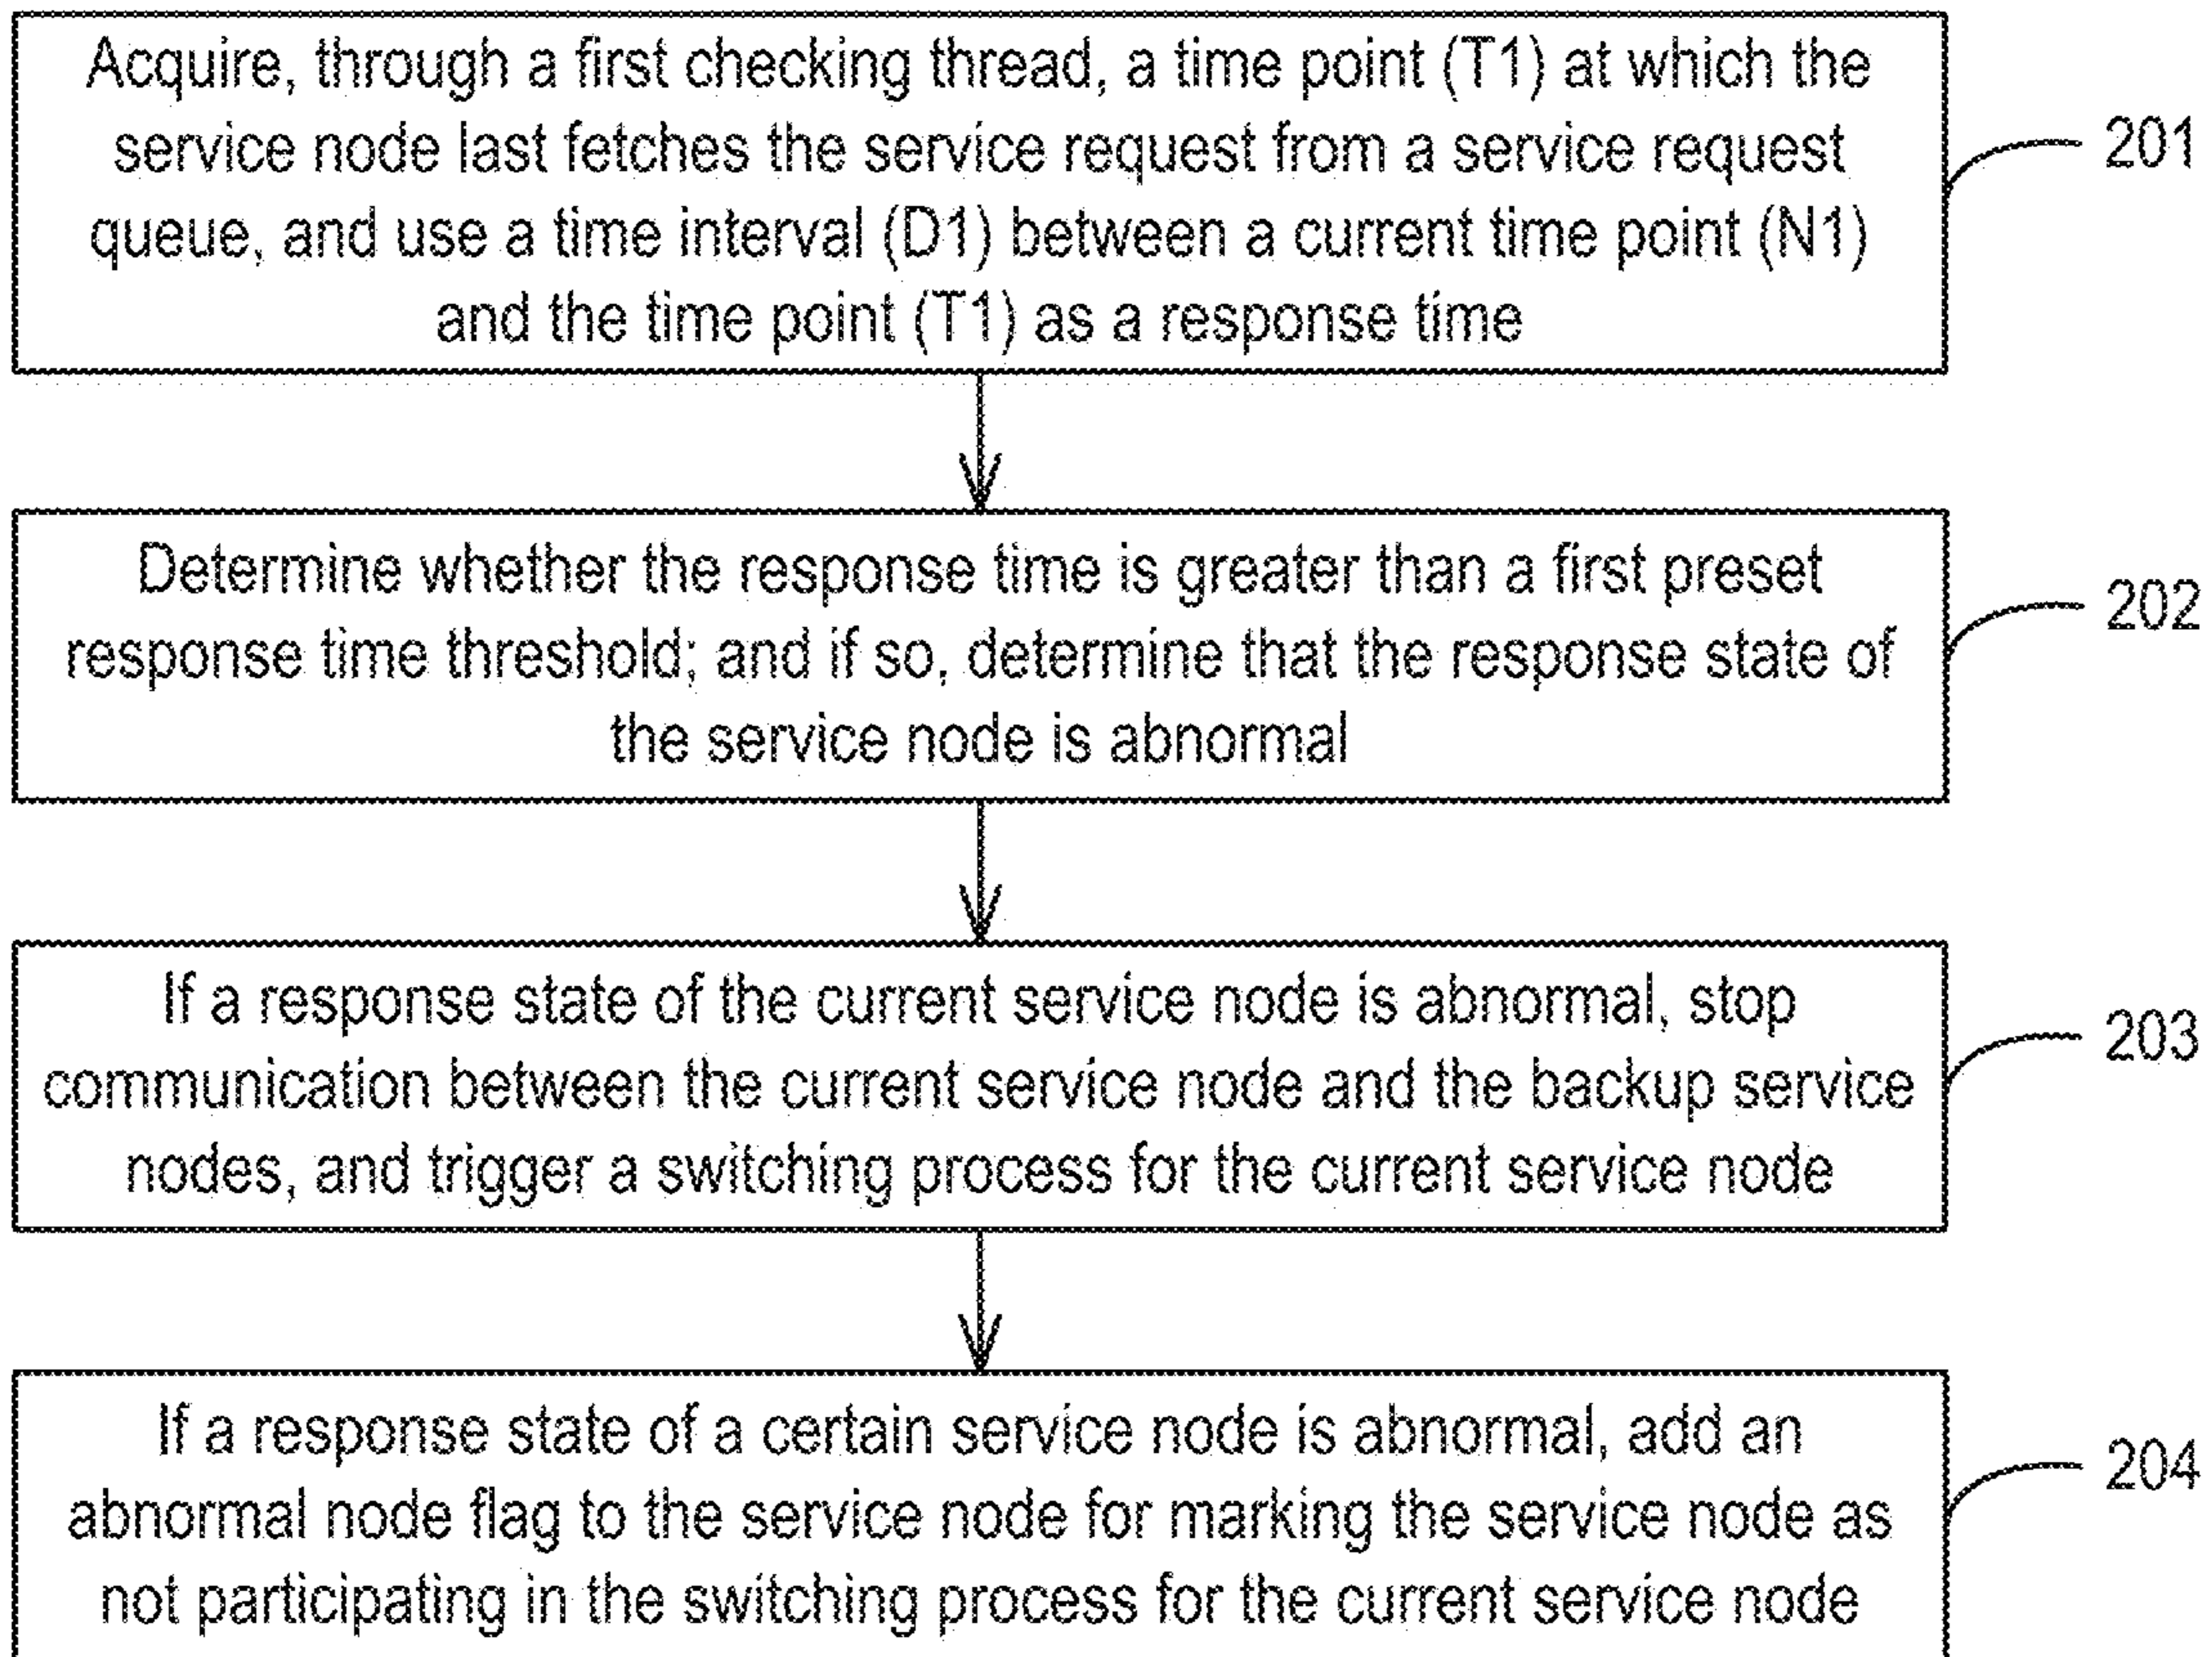 Acquire, through a first checking thread, a time point (T1) at which the
service node last fetches the service request from a service request
queue, and use a time interval (D1) between a current time point (N1)
and the time point (T1) as a response time
201
Determine whether the response time is greater than a first preset
response time threshold; and if so, determine that the response state of
the service node is abnormal
202
If a response state of the current service node is abnormal, stop
communication between the current service node and the backup service
nodes, and trigger a switching process for the current service node
203
If a response state of a certain service node is abnormal, add an
abnormal node flag to the service node for marking the service node as
not participating in the switching process for the current service node
204